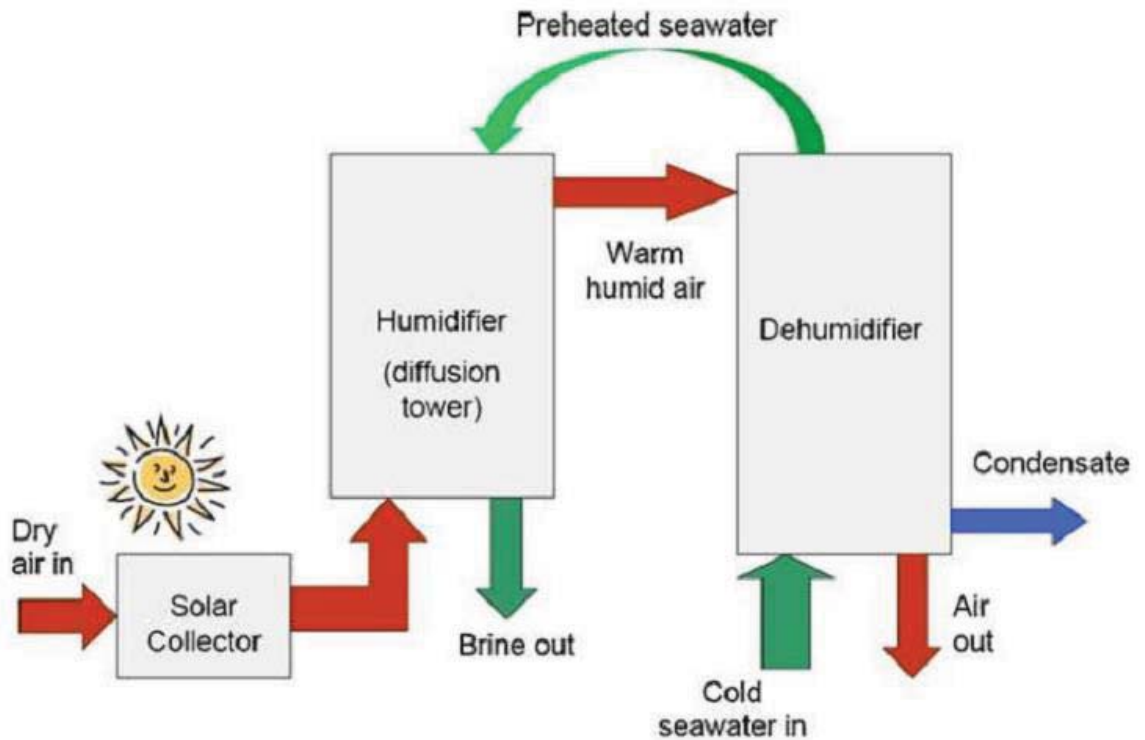 Preheated seawater
Warm
humid air
Humidifier
(diffusion
tower)
Dehumidifier
Condensate
Dry
air in
Solar
Collector
Brine out
Air
out
Cold
seawater in